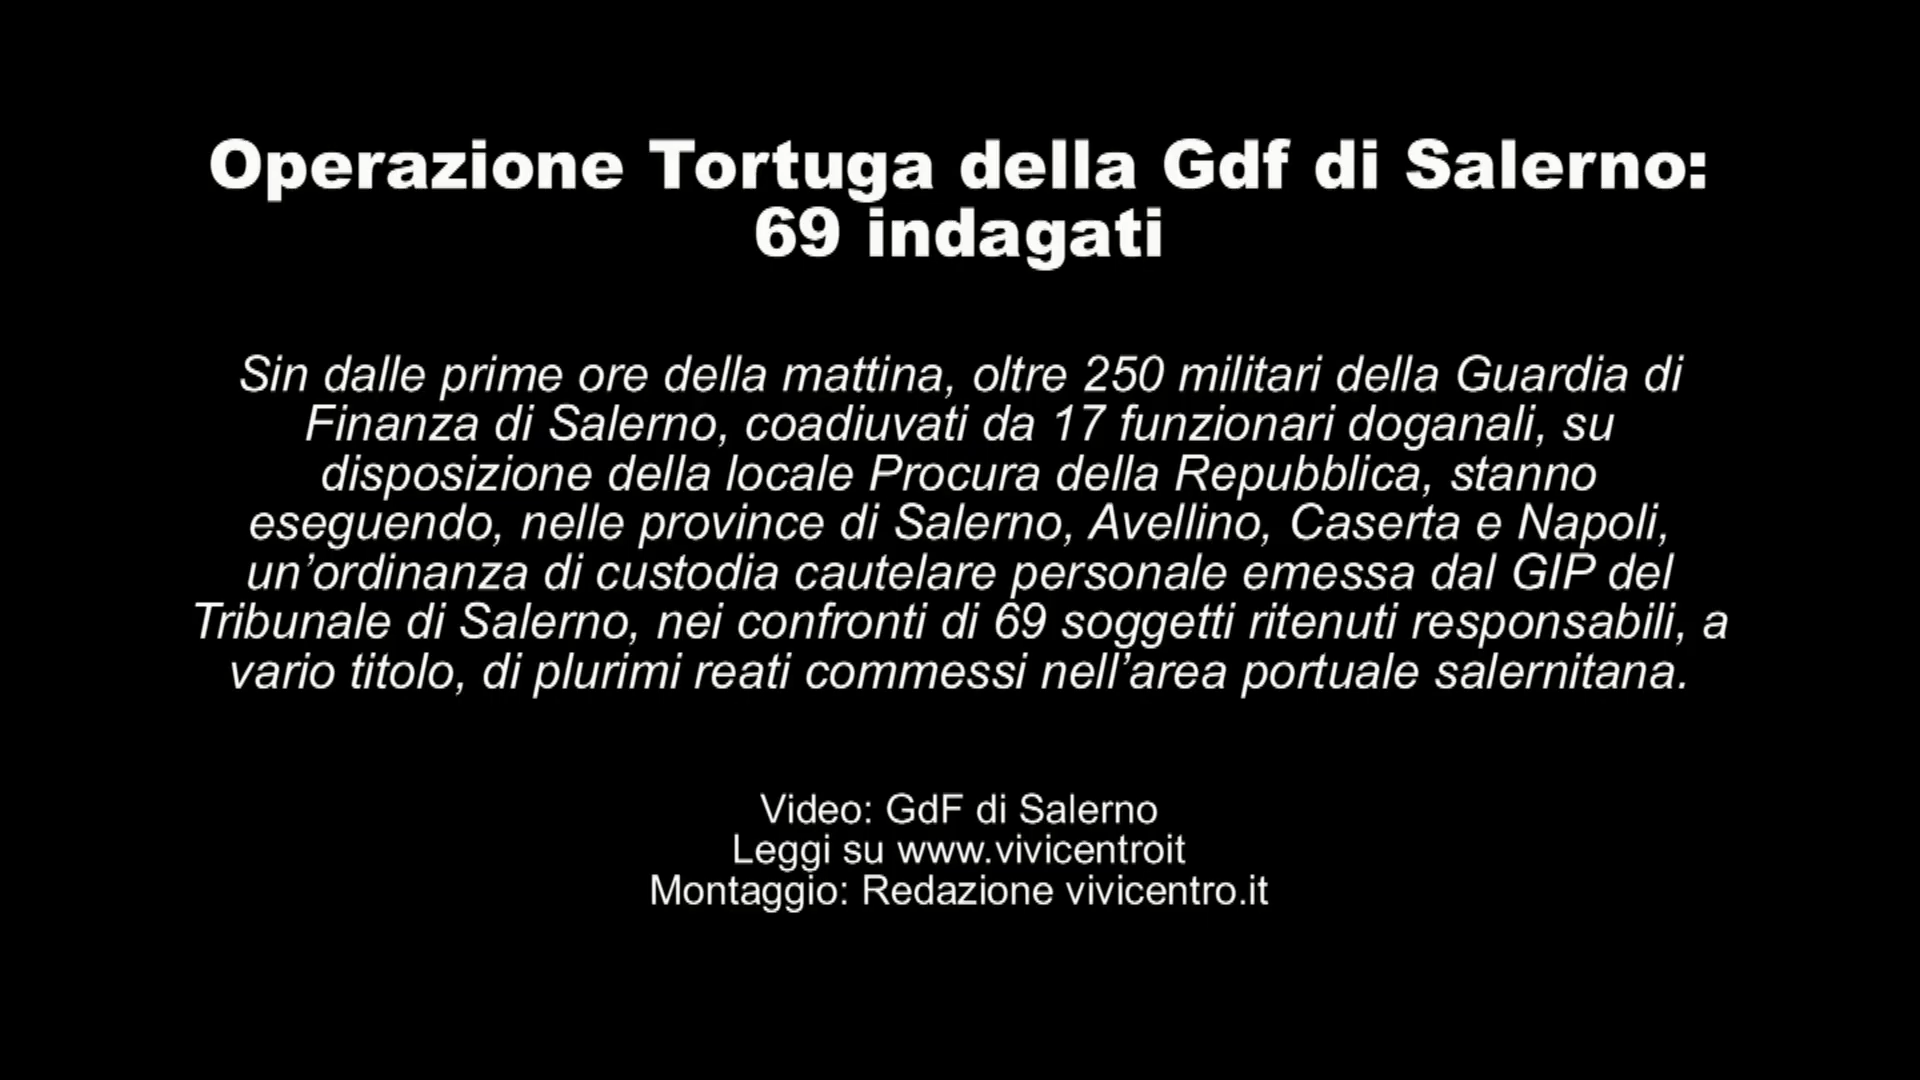 Operazione Tortuga della Gdf di Salerno:
69 indagati
Sin dalle prime ore della mattina, oltre 250 militari della Guardia di
Finanza di Salerno, coadiuvati da 17 funzionari doganali, su
disposizione della locale Procura della Repubblica, stanno
eseguendo, nelle province di Salerno, Avellino, Caserta e Napoli,
un’ordinanza di custodia cautelare personale emessa dal GIP del
Tribunale di Salerno, nei confronti di 69 soggetti ritenuti responsabili, a
vario titolo, di plurimi reati commessi nell’area portuale salernitana.
Video: GdF di Salerno
Leggi su www.vivicentroit
Montaggio: Redazione vivicentro.it